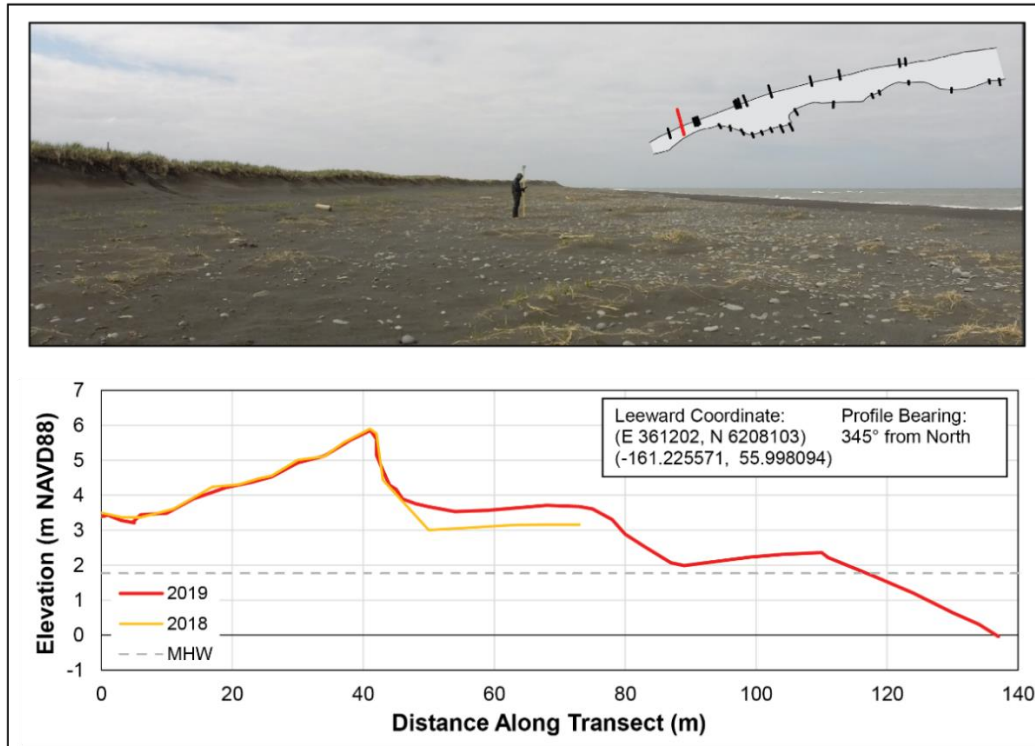 7
6
5
4
3
2
1
0
-1
Elevation (m NAVD88)
Leeward Coordinate:
(E 361202, N 6208103)
(-161.225571, 55.998094)
Profile Bearing:
345° from North
2019
2018
MHW
0 20 40 60 80 100 120 140
Distance Along Transect (m)